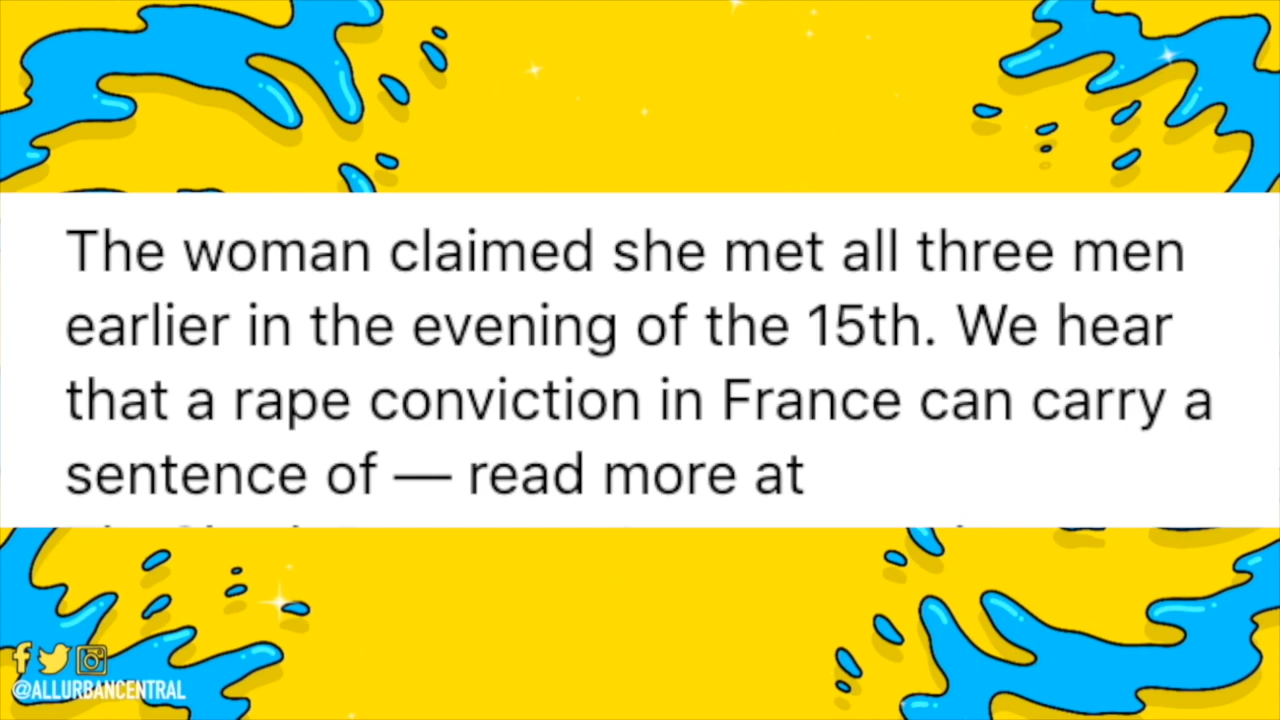 The woman claimed she met all three men
earlier in the evening of the 15th. We hear
that a rape conviction in France can carry a
sentence of — read more at
@ALLURBANCENTRAL